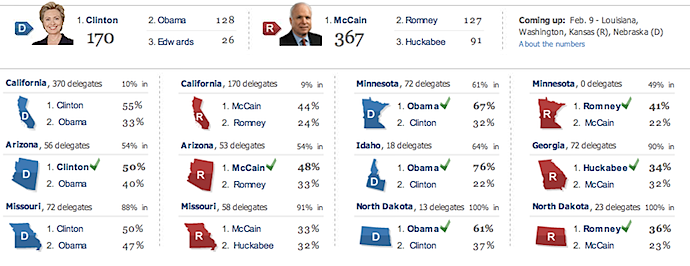 D
1. Clinton
170
2. Obama 128
3. Edwards 26
R
1. McCain
367
2. Romney 127
3. Huckabee 91
Coming up: Feb. 9 - Louisiana,
Washington, Kansas (R), Nebraska (D)
About the numbers
California, 370 delegates 10% in
D
1. Clinton 55%
2. Obama 33%
California, 170 delegates 9% in
R
1. McCain 44%
2. Romney 24%
Minnesota, 72 delegates 61% in
D
1. Obama 67%
2. Clinton 32%
Minnesota, 0 delegates 49% in
R
1. Romney 41%
2. McCain 22%
Arizona, 56 delegates 54% in
D
1. Clinton 50%
2. Obama 40%
Arizona, 53 delegates 54% in
R
1. McCain 48%
2. Romney 33%
Idaho, 18 delegates 64% in
D
1. Obama 76%
2. Clinton 22%
Georgia, 72 delegates 90% in
R
1. Huckabee 34%
2. McCain 32%
Missouri, 72 delegates 88% in
D
1. Clinton 50%
2. Obama 47%
Missouri, 58 delegates 91% in
R
1. McCain 33%
2. Huckabee 32%
North Dakota, 13 delegates 100% in
D
1. Obama 61%
2. Clinton 37%
North Dakota, 23 delegates 100% in
R
1. Romney 36%
2. McCain 23%